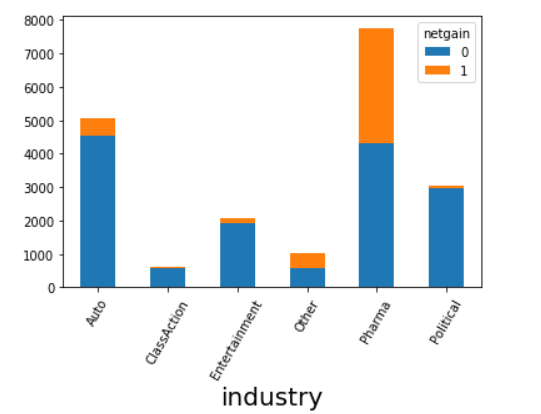 8000
7000
6000
5000
4000
3000
2000
1000
0
netgain
0
1
Auto
ClassAction
Entertainment
Other
Pharma
Political
industry